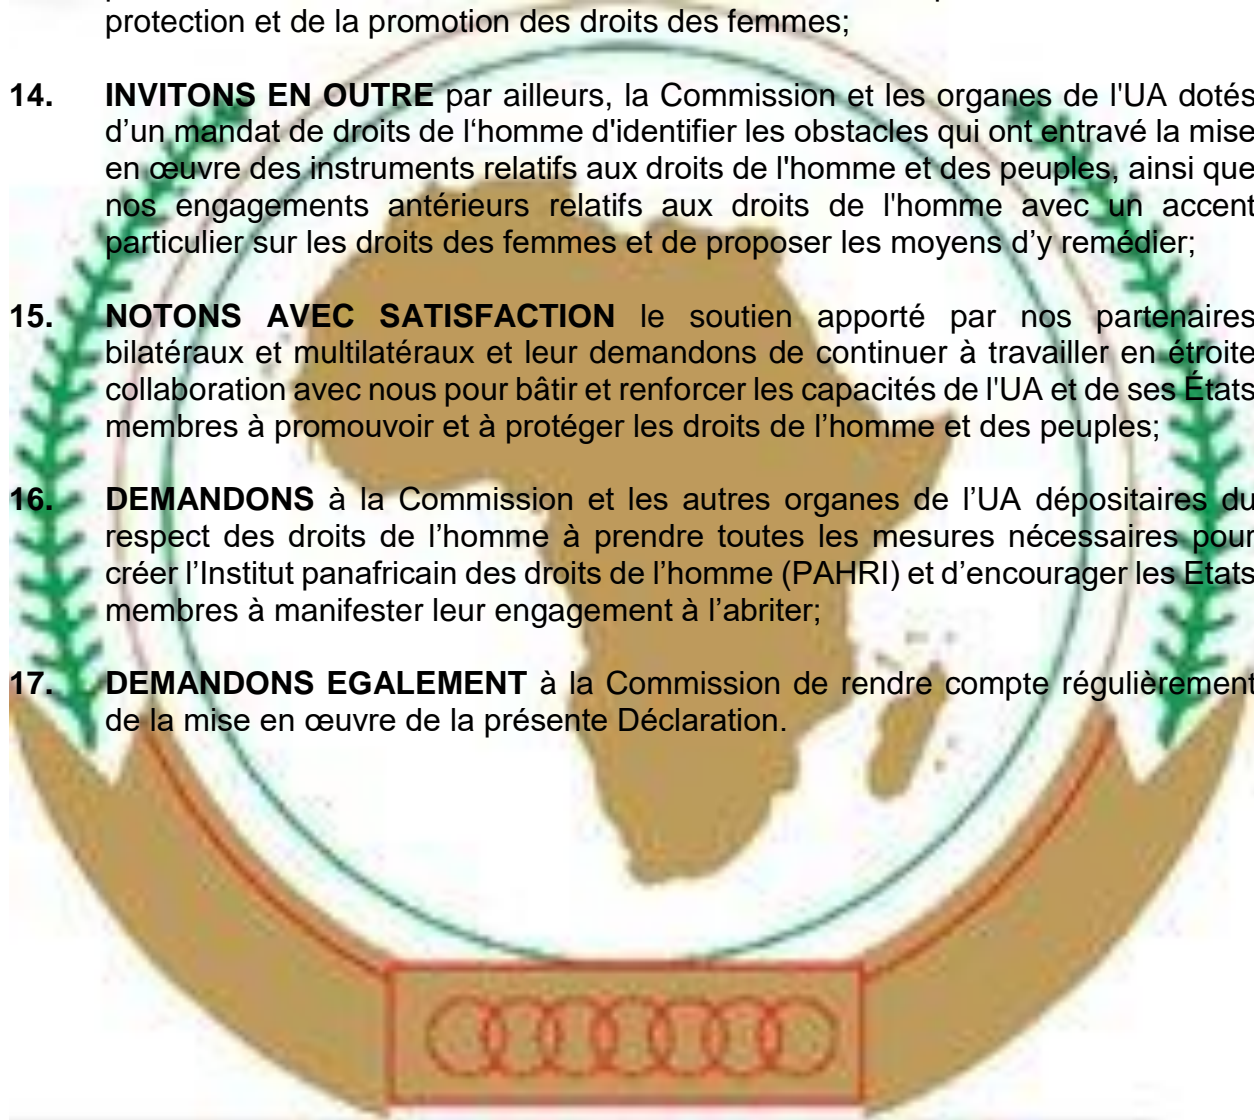 protection et de la promotion des droits des femmes;
14. INVITONS EN OUTRE par ailleurs, la Commission et les organes de l'UA dotés
d’un mandat de droits de l‘homme d'identifier les obstacles qui ont entravé la mise
en œuvre des instruments relatifs aux droits de l'homme et des peuples, ainsi que
nos engagements antérieurs relatifs aux droits de l'homme avec un accent
particulier sur les droits des femmes et de proposer les moyens d’y remédier;
15. NOTONS AVEC SATISFACTION le soutien apporté par nos partenaires
bilatéraux et multilatéraux et leur demandons de continuer à travailler en étroite
collaboration avec nous pour bâtir et renforcer les capacités de l'UA et de ses États
membres à promouvoir et à protéger les droits de l’homme et des peuples;
16. DEMANDONS à la Commission et les autres organes de l’UA dépositaires du
respect des droits de l’homme à prendre toutes les mesures nécessaires pour
créer l’Institut panafricain des droits de l’homme (PAHRI) et d’encourager les Etats
membres à manifester leur engagement à l’abriter;
17. DEMANDONS EGALEMENT à la Commission de rendre compte régulièrement
de la mise en œuvre de la présente Déclaration.